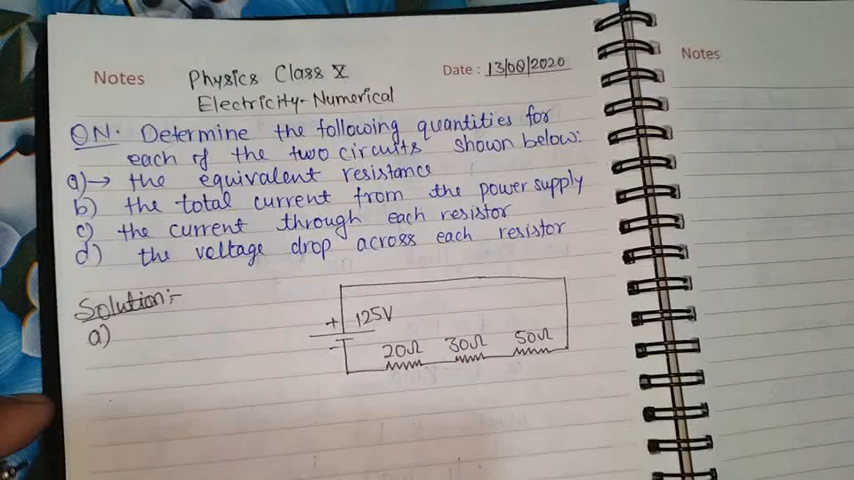 Notes
Physics Class X
Date : 13/08/2020
Electricity-Numerical
QN. Determine the following quantities for
each of the two circuits shown below:
a)→ the equivalent resistance
b) the total current from the power supply
c) the current through each resistor
d) the voltage drop across each resistor
Solution:-
a)
+ 125V
-
20Ω 30Ω 50Ω
Notes